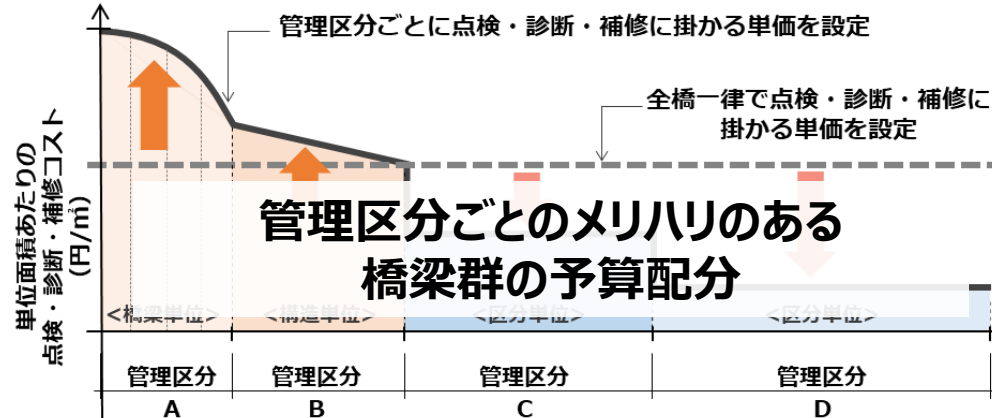 管理区分ごとに点検・診断・補修に掛かる単価を設定
全橋一律で点検・診断・補修に
掛かる単価を設定
単位面積あたりの
点検・診断・補修コスト
(円/㎡)
管理区分ごとのメリハリのある
橋梁群の予算配分
<橋梁単位>
<構造単位>
<区分単位>
<区分単位>
管理区分
管理区分
管理区分
管理区分
A
B
C
D